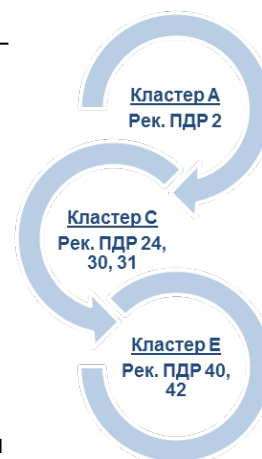 Кластер A
Рек. ПДР 2
Кластер C
Рек. ПДР 24,
30, 31
Кластер E
Рек. ПДР 40,
42